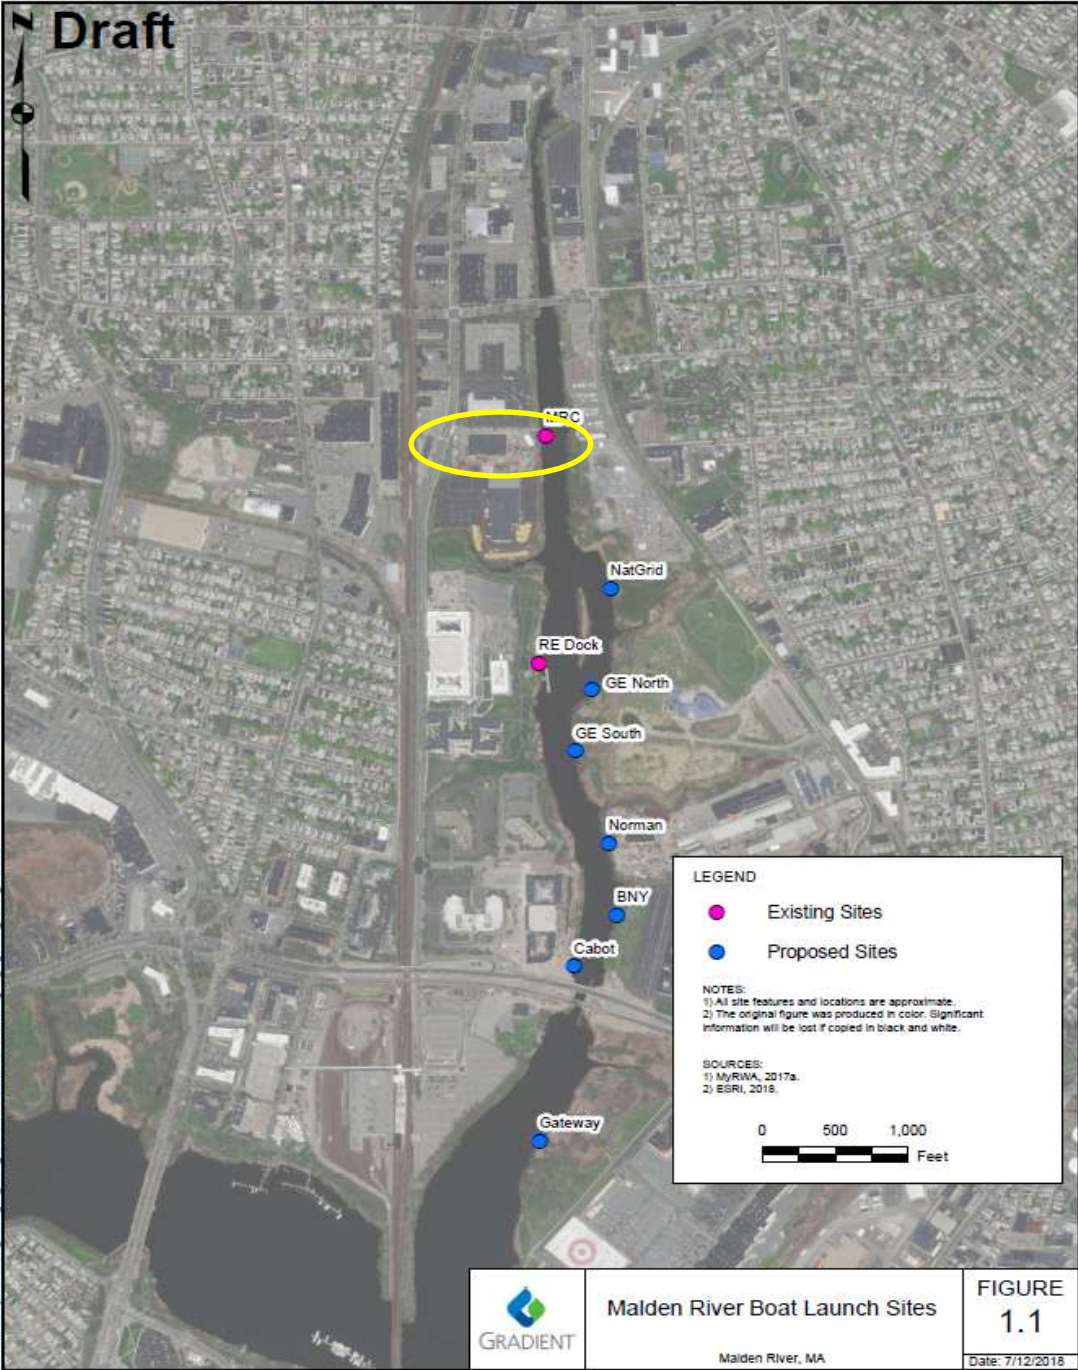 N
Draft
MRC
NatGrid
RE Dock
GE North
GE South
Norman
BNY
Cabot
Gateway
LEGEND
Existing Sites
Proposed Sites
NOTES:
1) All site features and locations are approximate.
2) The original figure was produced in color. Significant
information will be lost if copied in black and white.
SOURCES:
1) MyRWA, 2017a.
2) ESRI, 2018.
0 500 1,000
Feet
GRADIENT
Malden River Boat Launch Sites
Malden River, MA
FIGURE
1.1
Date: 7/12/2018